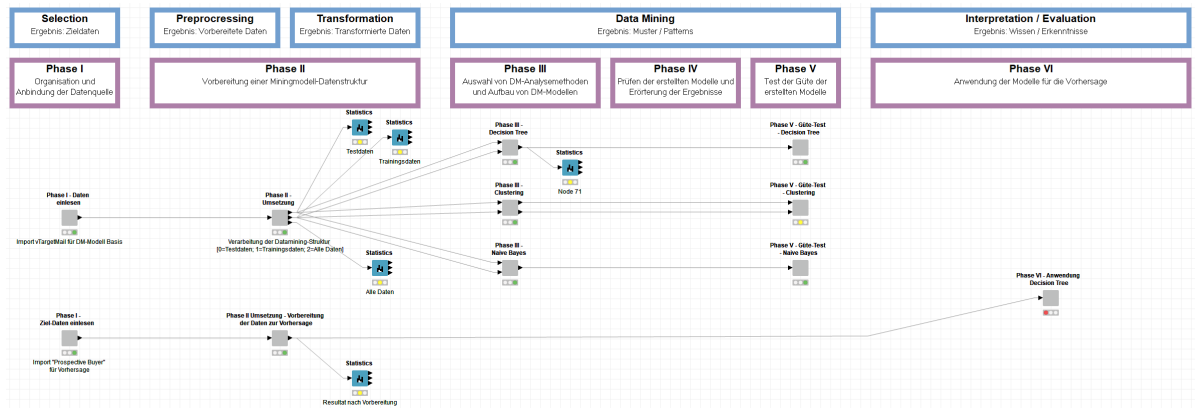 Selection
Ergebnis: Zieldaten
Preprocressing
Ergebnis: Vorbereitete Daten
Transformation
Ergebnis: Transformierte Daten
Data Mining
Ergebnis: Muster / Patterns
Interpretation / Evaluation
Ergebnis: Wissen / Erkenntnisse
Phase I
Organisation und
Anbindung der Datenquelle
Phase II
Vorbereitung einer Miningmodell-Datenstruktur
Phase III
Auswahl von DM-Analysemethoden
und Aufbau von DM-Modellen
Phase IV
Prüfen der erstellten Modelle und
Erörterung der Ergebnisse
Phase V
Test der Güte der
erstellten Modelle
Phase VI
Anwendung der Modelle für die Vorhersage
Statistics
Testdaten
Statistics
Trainingsdaten
Phase III -
Decision Tree
Statistics
Node 71
Phase V - Güte-Test
- Decision Tree
Phase I - Daten
einlesen
Import vTargetMail für DM-Modell Basis
Phase II -
Umsetzung
Verarbeitung der Datamining-Struktur
[0=Testdaten; 1=Trainingsdaten; 2=Alle Daten]
Phase III -
Clustering
Phase V - Güte-Test
- Clustering
Statistics
Alle Daten
Phase III -
Naive Bayes
Phase V - Güte-Test
- Naive Bayes
Phase VI - Anwendung
Decision Tree
Phase I -
Ziel-Daten einlesen
Import "Prospective Buyer"
für Vorhersage
Phase II Umsetzung - Vorbereitung
der Daten zur Vorhersage
Statistics
Resultat nach Vorbereitung